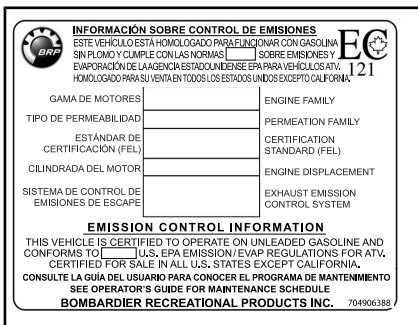 INFORMACIÓN SOBRE CONTROL DE EMISIONES
ESTE VEHÍCULO ESTÁ HOMOLOGADO PARA FUNCIONAR CON GASOLINA
SIN PLOMO Y CUMPLE CON LAS NORMAS SOBRE EMISIONES Y
EVAPORACIÓN DE LA AGENCIA ESTADOUNIDENSE EPA PARA VEHÍCULOS ATV.
HOMOLOGADO PARA SU VENTA EN TODOS LOS ESTADOS UNIDOS EXCEPTO CALIFORNIA.
BRP
EC
121
GAMA DE MOTORES
ENGINE FAMILY
TIPO DE PERMEABILIDAD
PERMEATION FAMILY
ESTÁNDAR DE
CERTIFICACIÓN (FEL)
CERTIFICATION
STANDARD (FEL)
CILINDRADA DEL MOTOR
ENGINE DISPLACEMENT
SISTEMA DE CONTROL DE
EMISIONES DE ESCAPE
EXHAUST EMISSION
CONTROL SYSTEM
EMISSION CONTROL INFORMATION
THIS VEHICLE IS CERTIFIED TO OPERATE ON UNLEADED GASOLINE AND
CONFORMS TO U.S. EPA EMISSION/EVAP REGULATIONS FOR ATV.
CERTIFIED FOR SALE IN ALL U.S. STATES EXCEPT CALIFORNIA.
CONSULTE LA GUÍA DEL USUARIO PARA CONOCER EL PROGRAMA DE MANTENIMIENTO
SEE OPERATOR'S GUIDE FOR MAINTENANCE SCHEDULE
BOMBARDIER RECREATIONAL PRODUCTS INC. 704906388